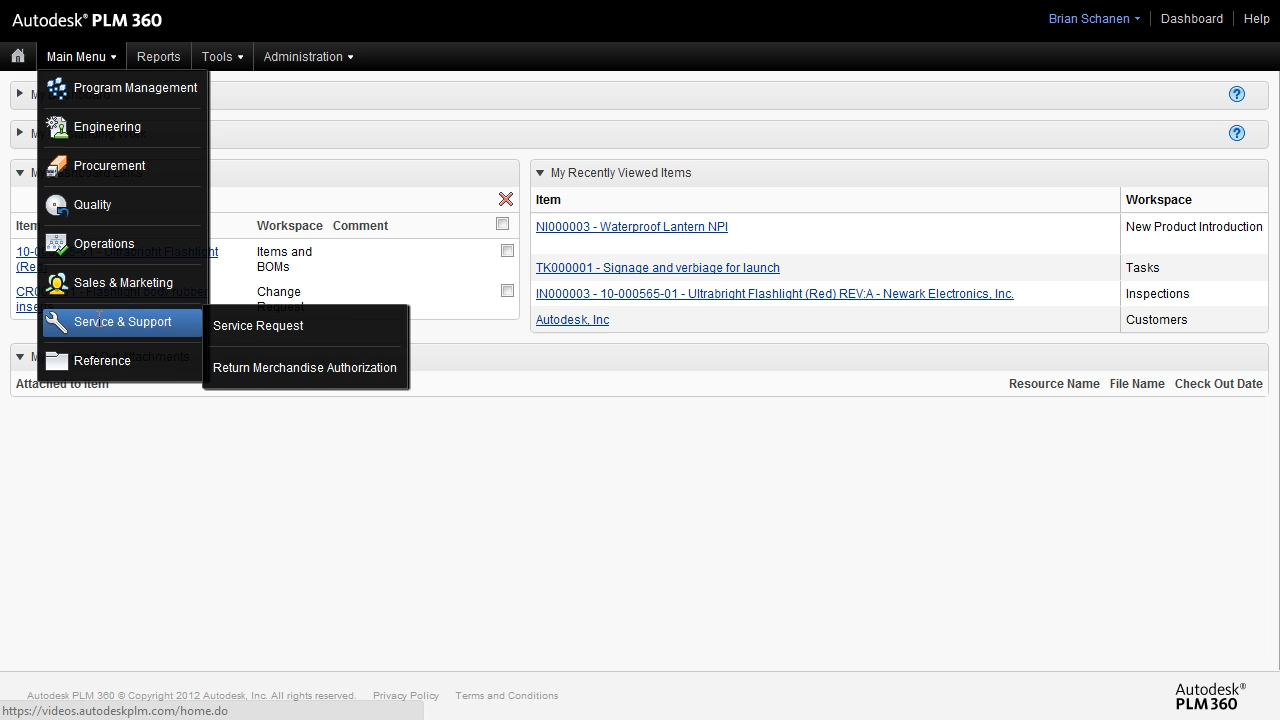 Autodesk® PLM 360
Brian Schanen
Dashboard
Help
Main Menu
Reports
Tools
Administration
Program Management
Engineering
Procurement
Quality
Operations
Sales & Marketing
Service & Support
Reference
Service Request
Return Merchandise Authorization
Workspace
Comment
Flashlight
Items and
BOMs
Change
Request
Attached to Item
Resource Name
File Name
Check Out Date
My Recently Viewed Items
Item
Workspace
NI000003 - Waterproof Lantern NPI
New Product Introduction
TK000001 - Signage and verbiage for launch
Tasks
IN000003 - 10-000565-01 - Ultrabright Flashlight (Red) REV:A - Newark Electronics, Inc.
Inspections
Autodesk, Inc
Customers
Autodesk PLM 360 © Copyright 2012 Autodesk, Inc. All rights reserved.
Privacy Policy
Terms and Conditions
Autodesk®
PLM 360
https://videos.autodeskplm.com/home.do